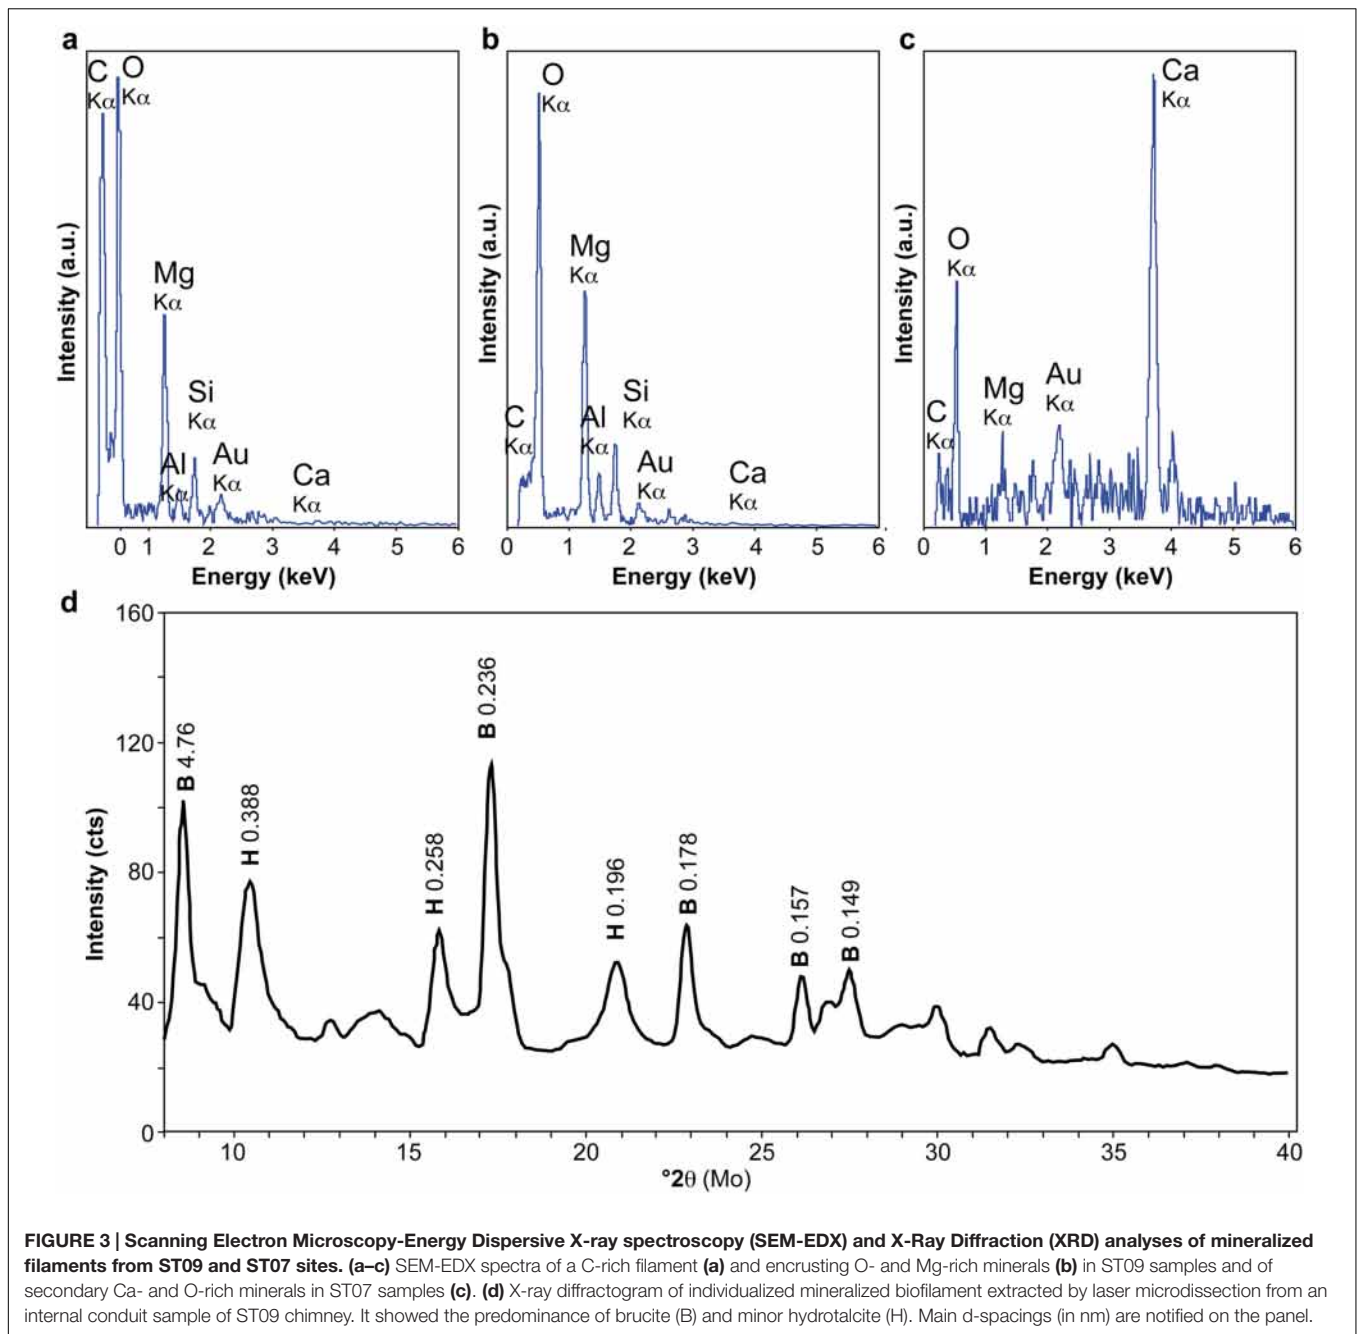 a
C
Kα
O
Kα
Mg
Kα
Al
Kα
Si
Kα
Au
Kα
Ca
Kα
Intensity (a.u.)
0 1 2 3 4 5 6
Energy (keV)
b
C
Kα
O
Kα
Mg
Kα
Al
Kα
Si
Kα
Au
Kα
Ca
Kα
Intensity (a.u.)
0 1 2 3 4 5 6
Energy (keV)
c
C
Kα
O
Kα
Mg
Kα
Au
Kα
Ca
Kα
Intensity (a.u.)
0 1 2 3 4 5 6
Energy (keV)
d
160
120
80
40
0
Intensity (cts)
B 4.76
H 0.388
H 0.258
B 0.236
H 0.196
B 0.178
B 0.157
B 0.149
10 15 20 25 30 35 40
°2θ (Mo)
FIGURE 3 | Scanning Electron Microscopy-Energy Dispersive X-ray spectroscopy (SEM-EDX) and X-Ray Diffraction (XRD) analyses of mineralized
filaments from ST09 and ST07 sites. (a–c) SEM-EDX spectra of a C-rich filament (a) and encrusting O- and Mg-rich minerals (b) in ST09 samples and of
secondary Ca- and O-rich minerals in ST07 samples (c). (d) X-ray diffractogram of individualized mineralized biofilament extracted by laser microdissection from an
internal conduit sample of ST09 chimney. It showed the predominance of brucite (B) and minor hydrotalcite (H). Main d-spacings (in nm) are notified on the panel.